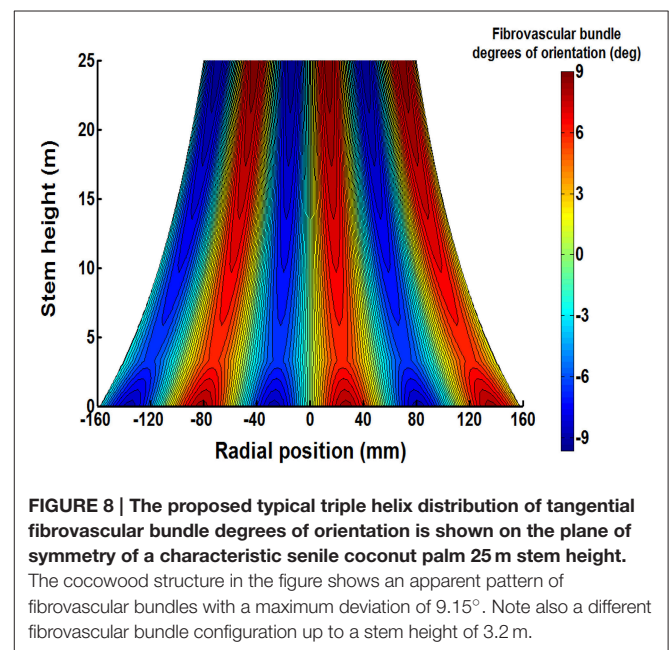 Fibrovascular bundle
degrees of orientation (deg)
25
20
15
10
5
0
Stem height (m)
-160 -120 -80 -40 0 40 80 120 160
Radial position (mm)
9
6
3
0
-3
-6
-9
FIGURE 8 | The proposed typical triple helix distribution of tangential
fibrovascular bundle degrees of orientation is shown on the plane of
symmetry of a characteristic senile coconut palm 25 m stem height.
The cocowood structure in the figure shows an apparent pattern of
fibrovascular bundles with a maximum deviation of 9.15°. Note also a different
fibrovascular bundle configuration up to a stem height of 3.2 m.